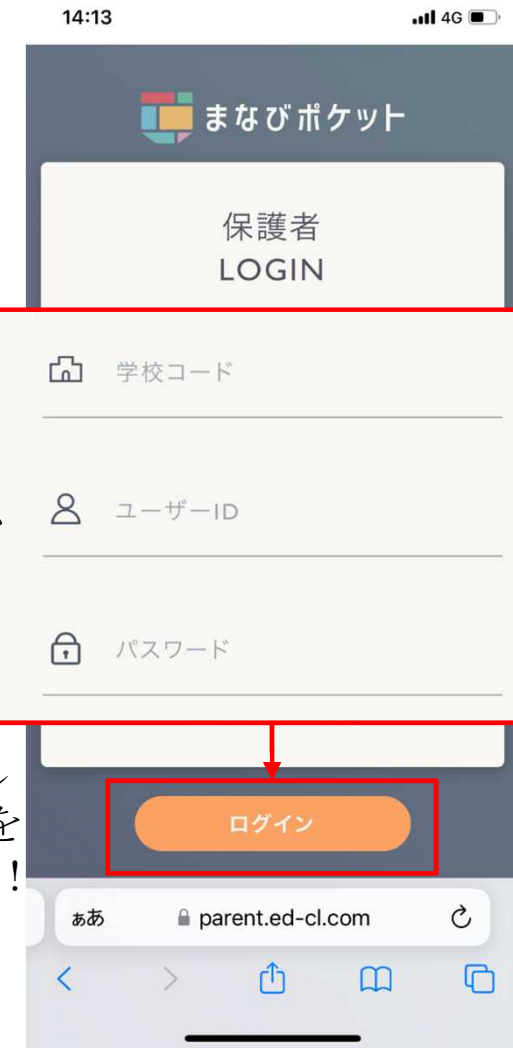 14:13
4G
まなびポケット
保護者
LOGIN
学校コード
ユーザーID
パスワード
を
!
ログイン
ぁあ
parent.ed-cl.com